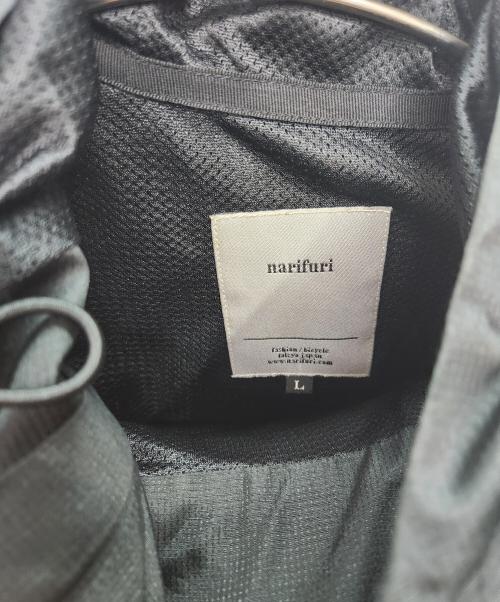 narifuri
fashion / bicycle
tokyo japan
www.narifuri.com
L